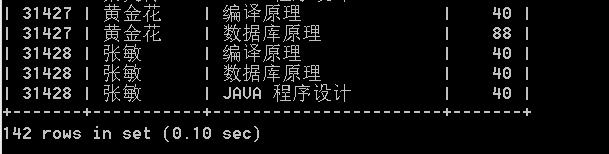 | 31427 | 黄金花 | 编译原理 | 40 |
| 31427 | 黄金花 | 数据库原理 | 88 |
| 31428 | 张敏 | 编译原理 | 40 |
| 31428 | 张敏 | 数据库原理 | 40 |
| 31428 | 张敏 | JAVA 程序设计 | 40 |
+-------+-----------+----------------------+-------+
142 rows in set (0.10 sec)